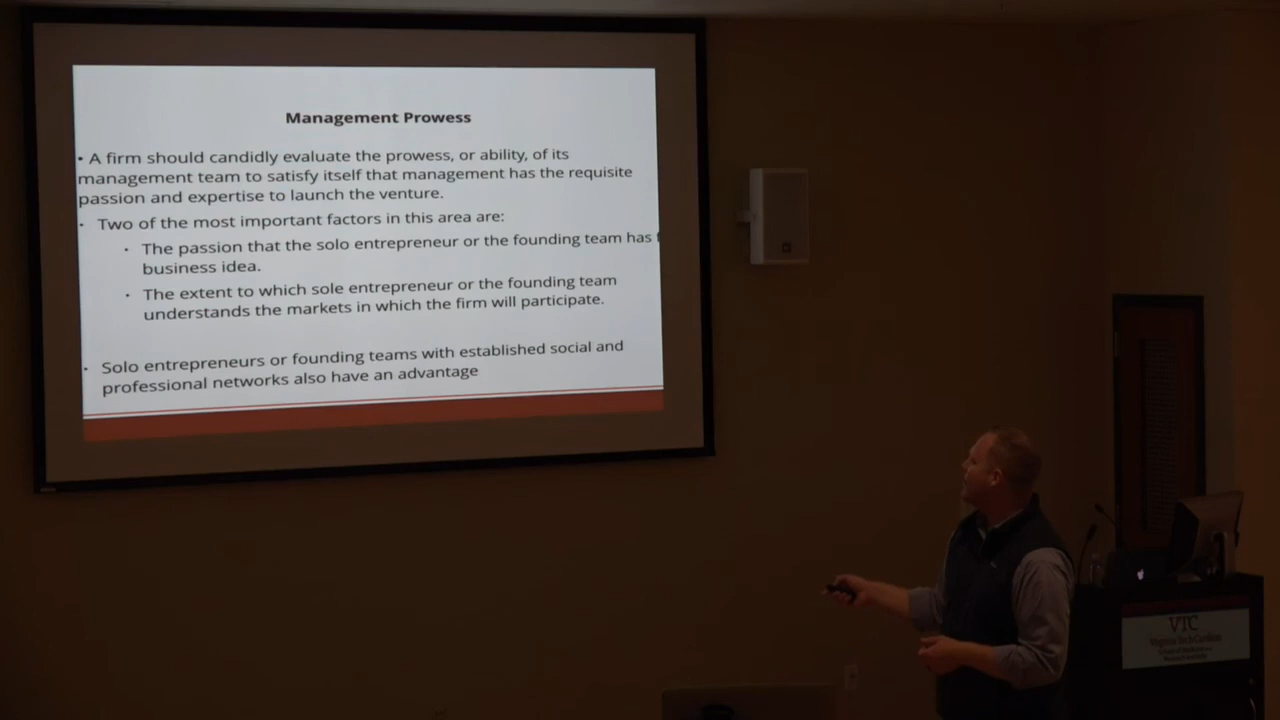 Management Prowess
• A firm should candidly evaluate the prowess, or ability, of its
management team to satisfy itself that management has the requisite
passion and expertise to launch the venture.
· Two of the most important factors in this area are:
· The passion that the solo entrepreneur or the founding team has
business idea.
· The extent to which sole entrepreneur or the founding team
understands the markets in which the firm will participate.
· Solo entrepreneurs or founding teams with established social and
professional networks also have an advantage
VTC
VirginiaTechCarilion